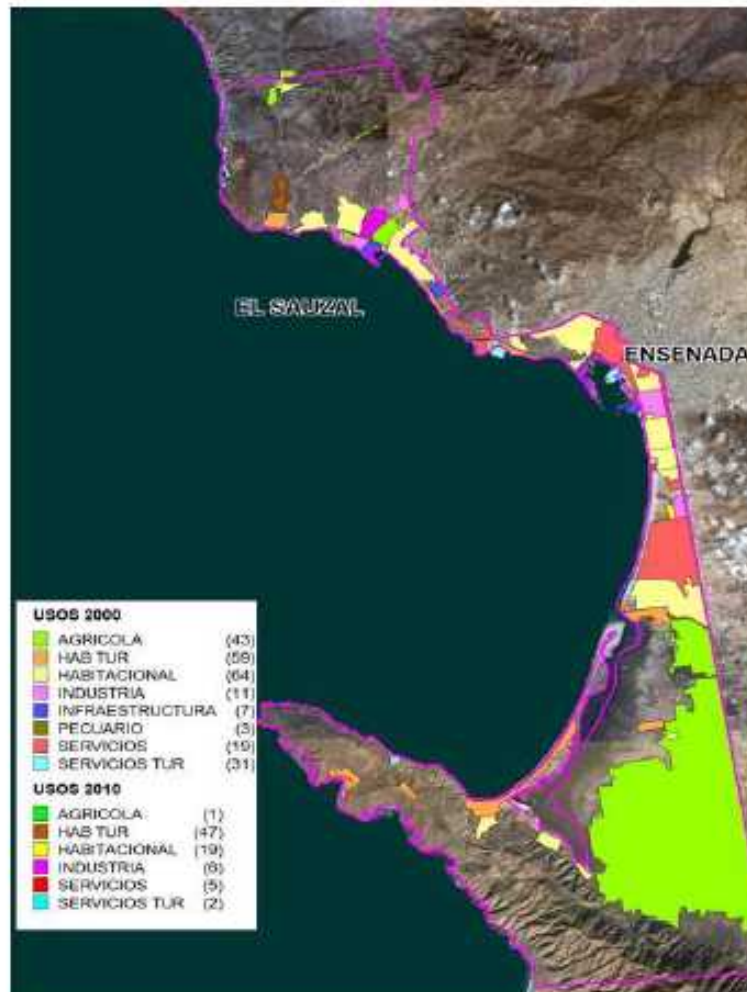 EL SAUZAL
ENSENADA
USOS 2000
AGRICOLA (43)
HAB TUR (59)
HABITACIONAL (64)
INDUSTRIA (11)
INFRAESTRUCTURA (7)
PECUARIO (3)
SERVICIOS (19)
SERVICIOS TUR (31)
USOS 2010
AGRICOLA (1)
HAB TUR (47)
HABITACIONAL (19)
INDUSTRIA (6)
SERVICIOS (5)
SERVICIOS TUR (2)